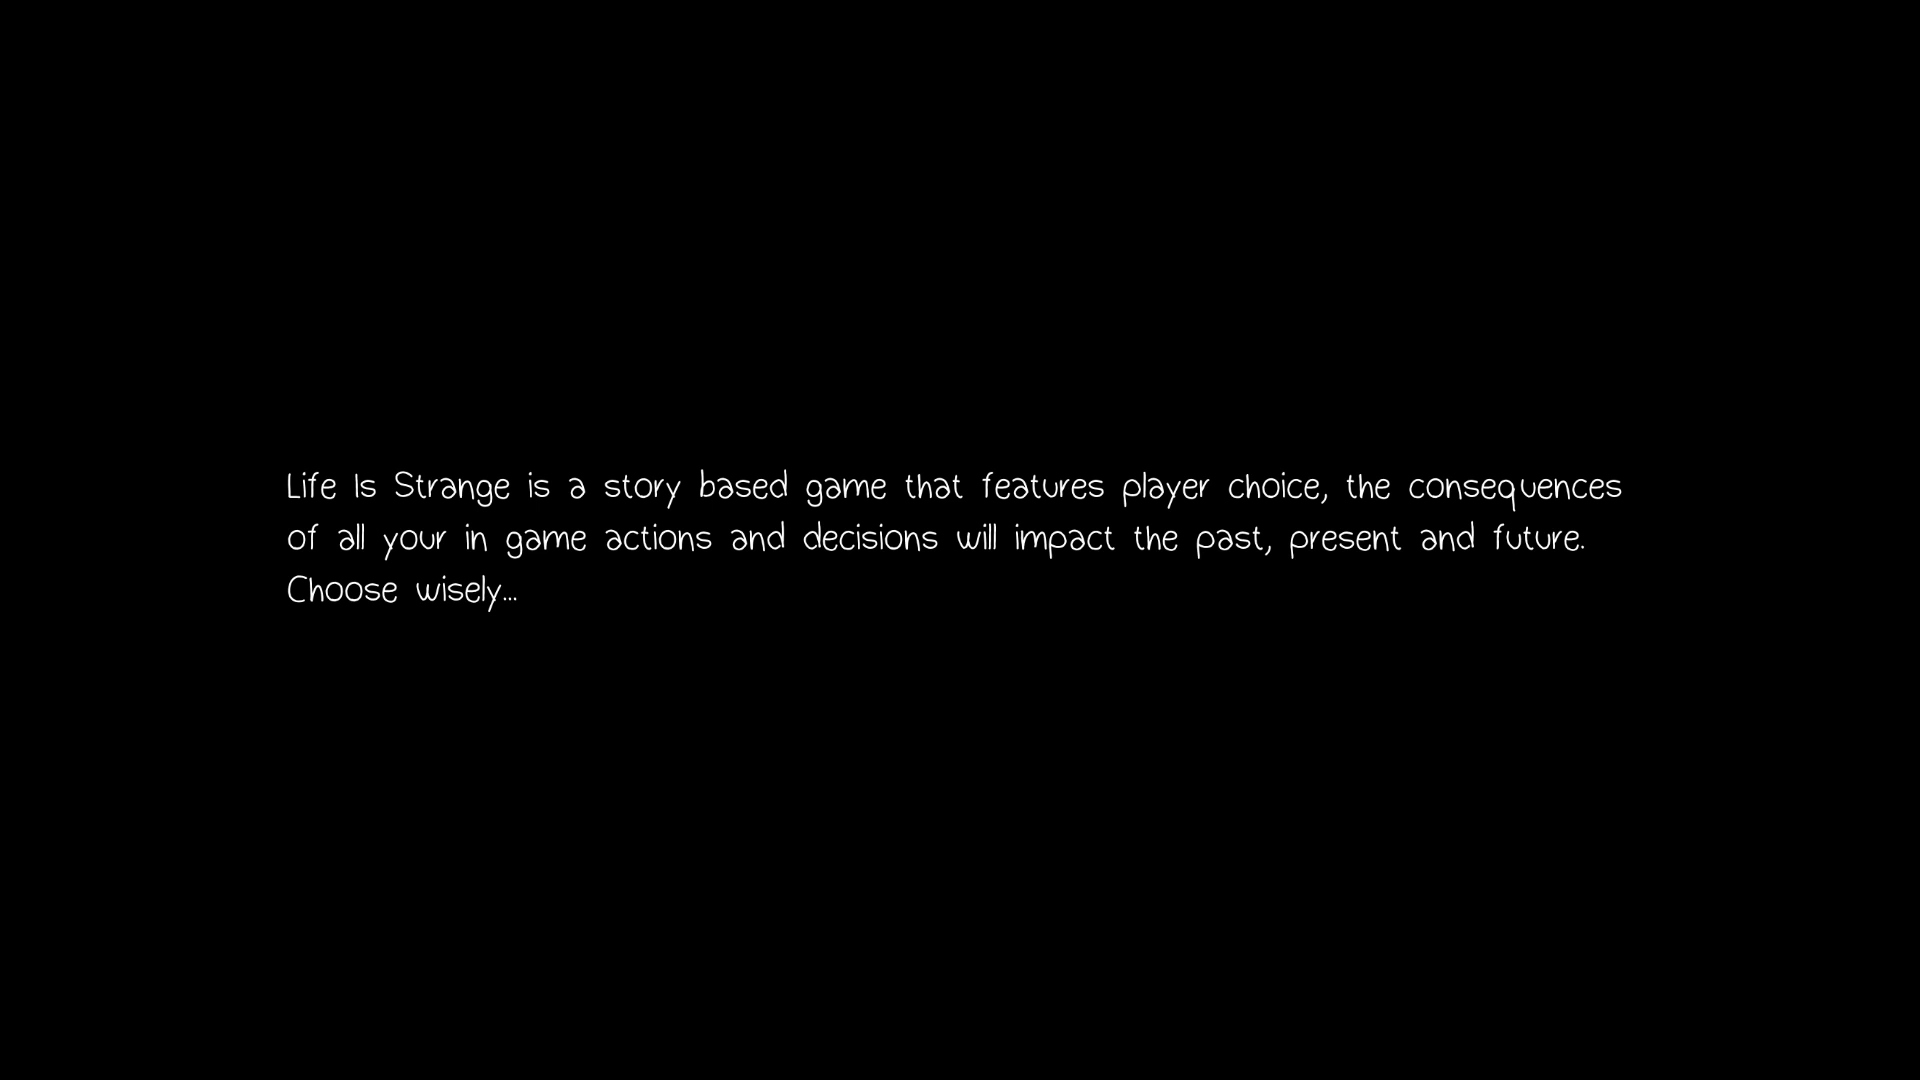 Life Is Strange is a story based game that features player choice, the consequences
of all your in game actions and decisions will impact the past, present and future.
Choose wisely...